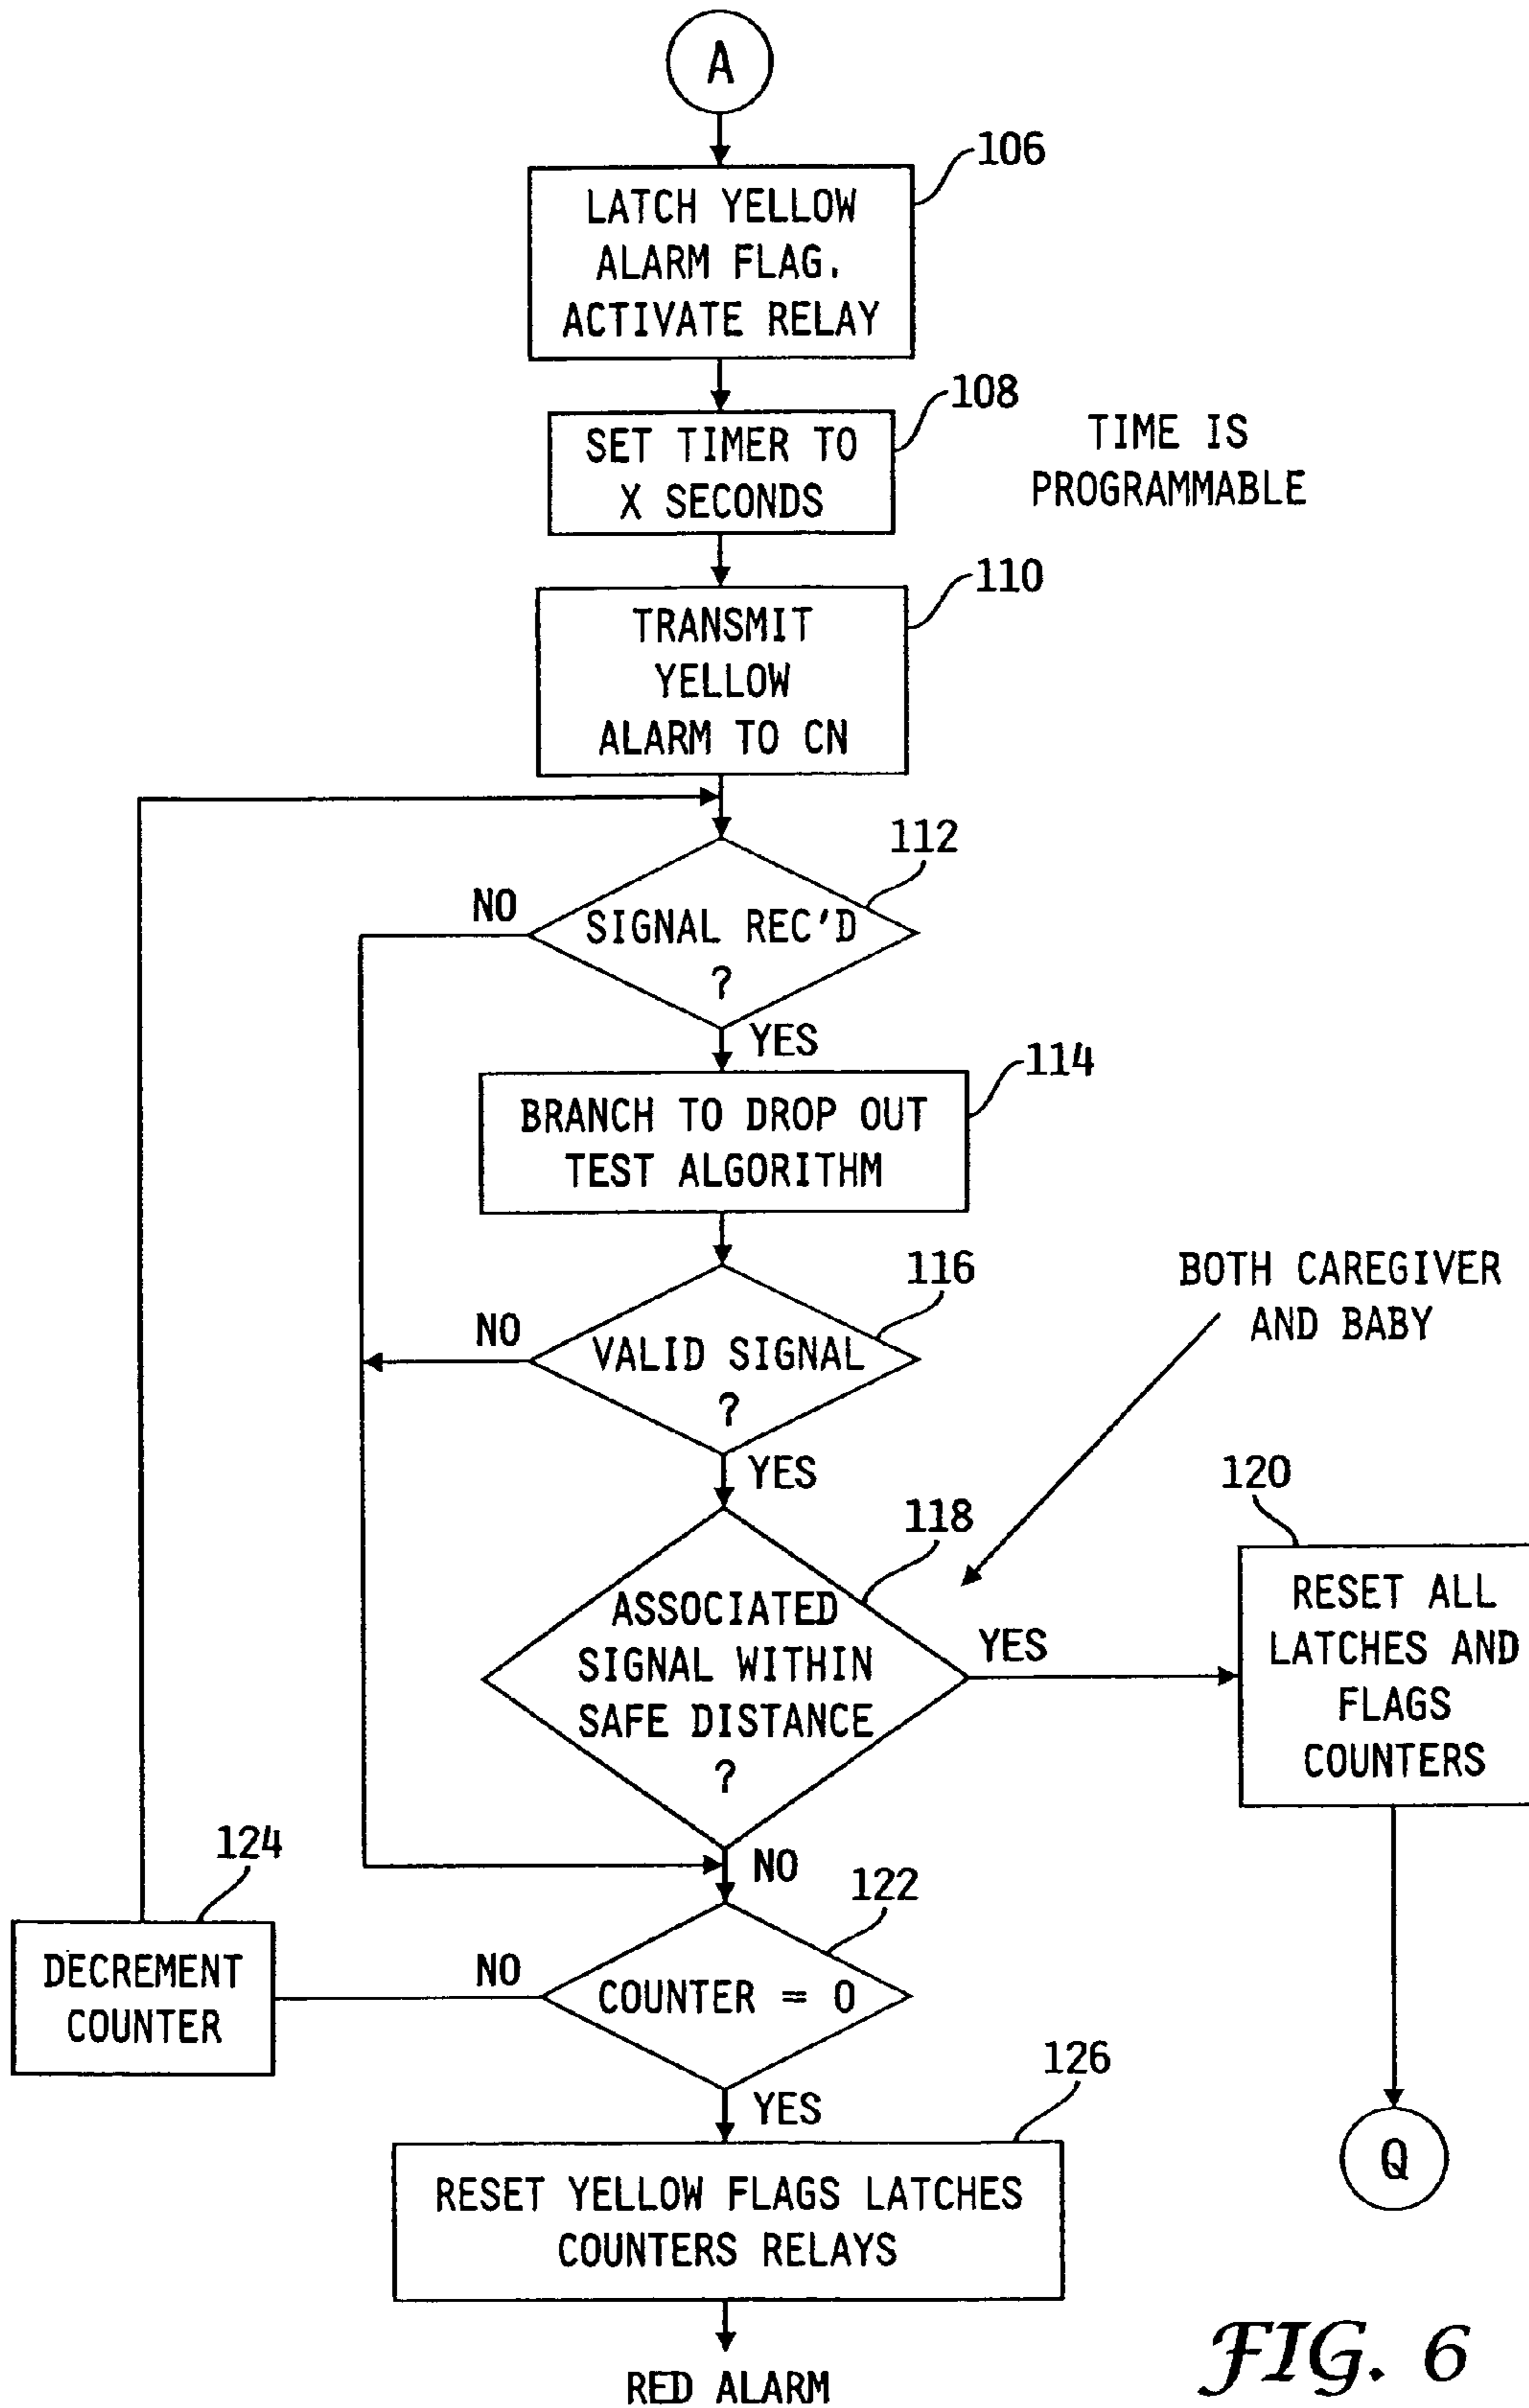 A
106
LATCH YELLOW
ALARM FLAG.
ACTIVATE RELAY
108
SET TIMER TO
X SECONDS
TIME IS
PROGRAMMABLE
110
TRANSMIT
YELLOW
ALARM TO CN
112
NO
SIGNAL REC'D
?
YES
114
BRANCH TO DROP OUT
TEST ALGORITHM
116
BOTH CAREGIVER
AND BABY
NO
VALID SIGNAL
?
YES
118
120
ASSOCIATED
SIGNAL WITHIN
SAFE DISTANCE
?
YES
RESET ALL
LATCHES AND
FLAGS
COUNTERS
NO
124
122
DECREMENT
COUNTER
NO
COUNTER = 0
YES
126
Q
RESET YELLOW FLAGS LATCHES
COUNTERS RELAYS
RED ALARM
FIG. 6